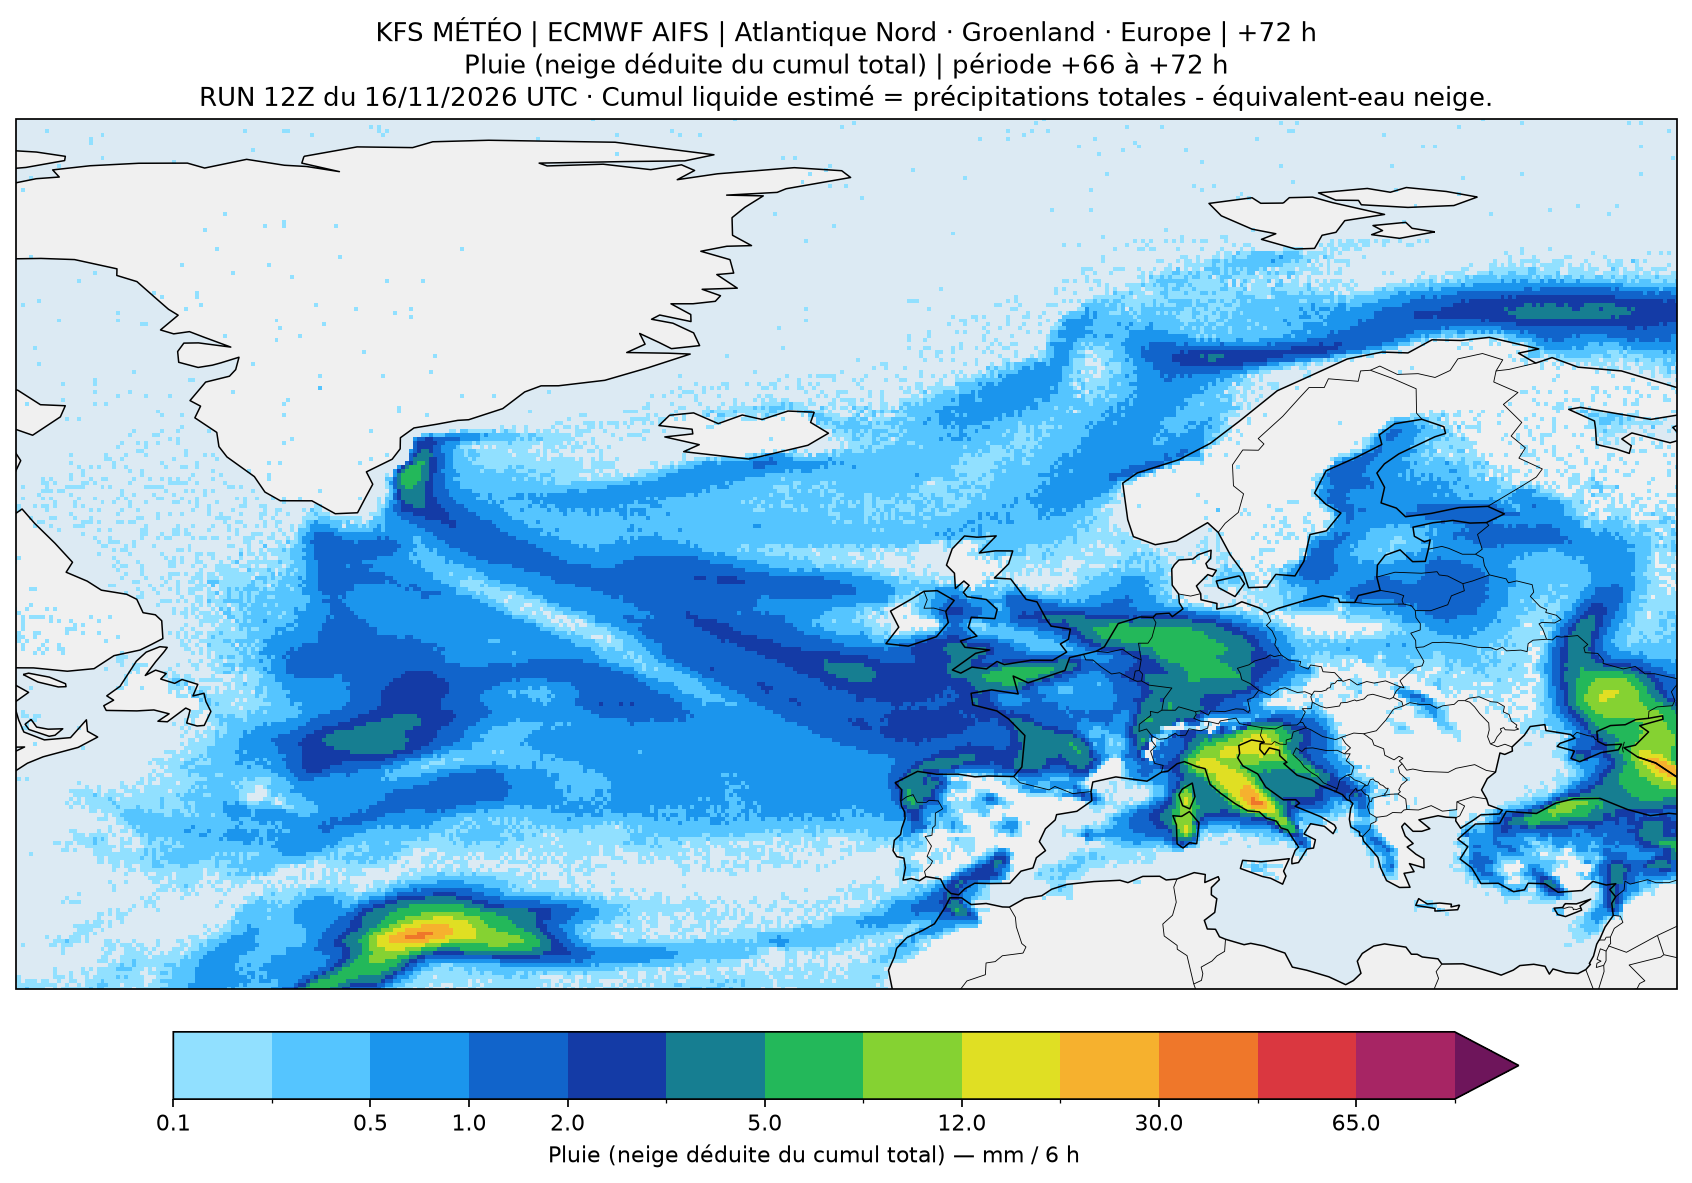 KFS MÉTÉO | ECMWF AIFS | Atlantique Nord · Groenland · Europe | +72 h
Pluie (neige déduite du cumul total) | période +66 à +72 h
RUN 12Z du 16/11/2026 UTC · Cumul liquide estimé = précipitations totales - équivalent-eau neige.
0.1 0.5 1.0 2.0 5.0 12.0 30.0 65.0
Pluie (neige déduite du cumul total) — mm / 6 h